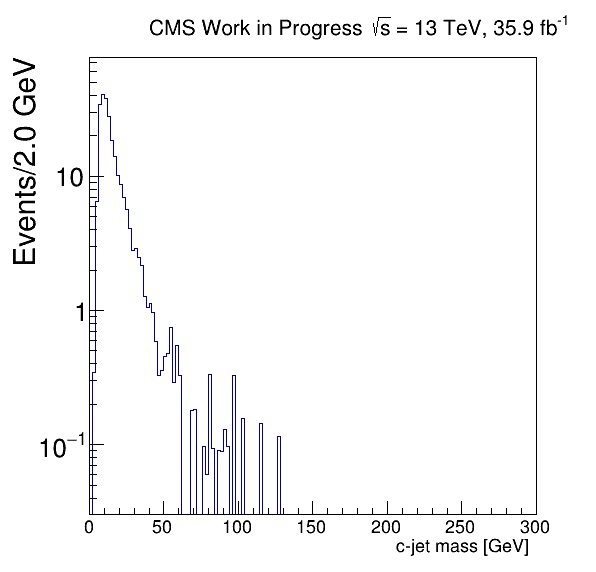 CMS Work in Progress √s = 13 TeV, 35.9 fb⁻¹
Events/2.0 GeV
10
1
10⁻¹
0 50 100 150 200 250 300
c-jet mass [GeV]